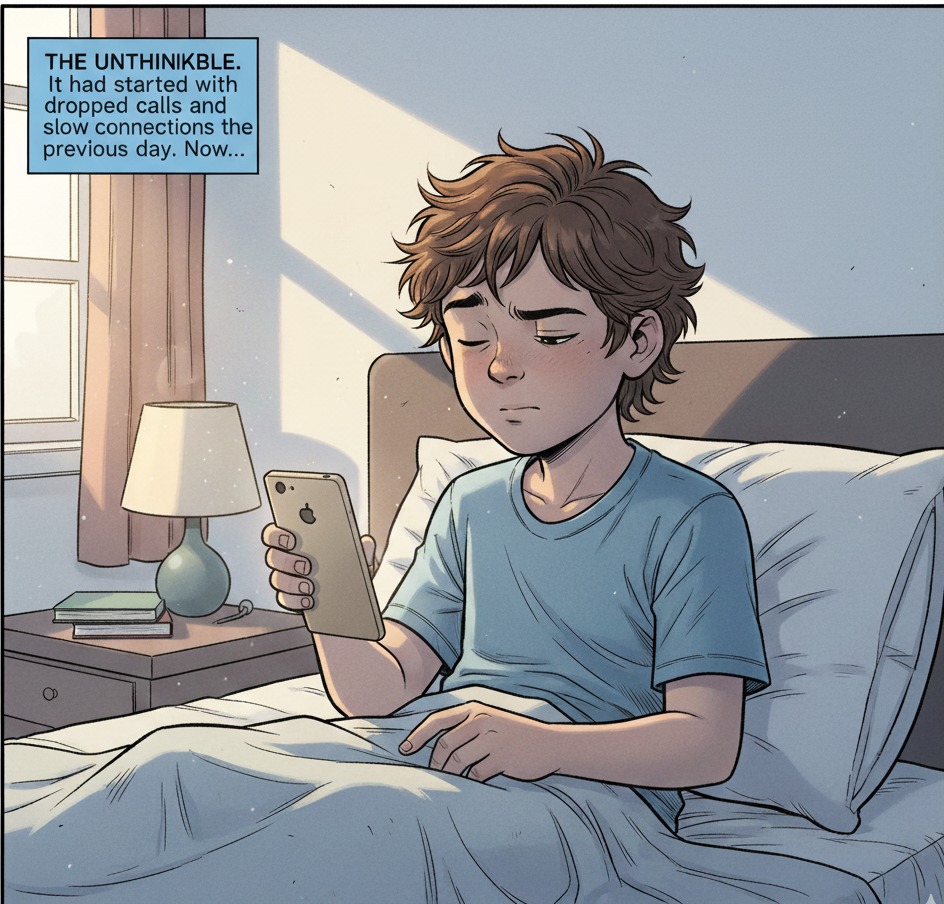 THE UNTHINIKBLE.
It had started with
dropped calls and
slow connections the
previous day. Now...